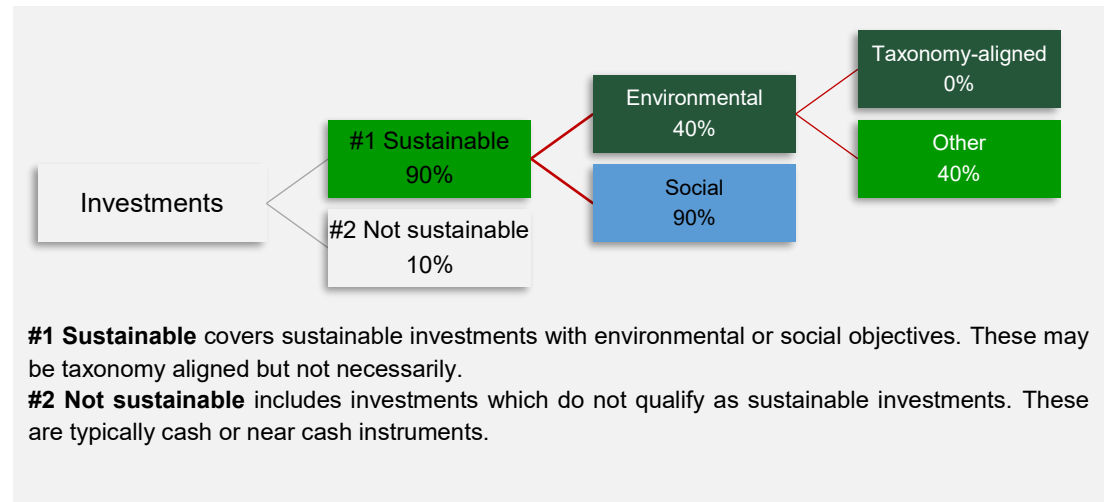 Investments
#1 Sustainable
90%
#2 Not sustainable
10%
Environmental
40%
Social
90%
Taxonomy-aligned
0%
Other
40%
#1 Sustainable covers sustainable investments with environmental or social objectives. These may
be taxonomy aligned but not necessarily.
#2 Not sustainable includes investments which do not qualify as sustainable investments. These
are typically cash or near cash instruments.